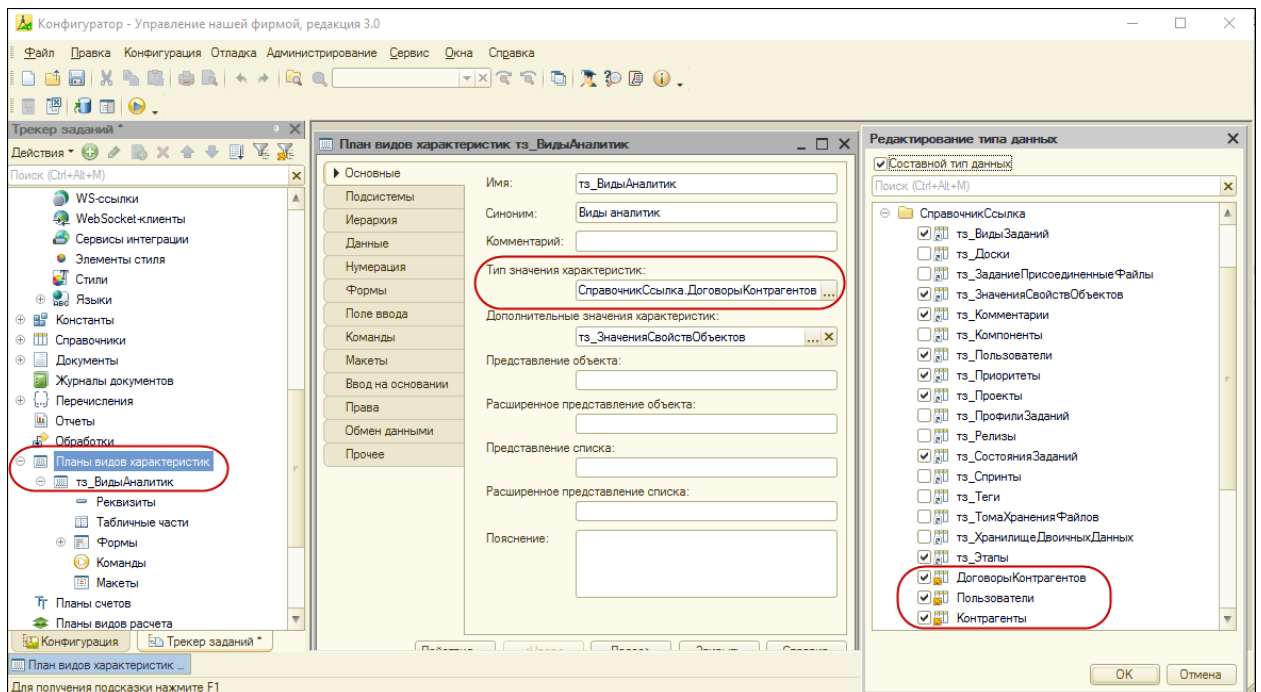 Конфигуратор - Управление нашей фирмой, редакция 3.0
Файл Правка Конфигурация Отладка Администрирование Сервис Окна Справка
Трекер заданий *
Действия
Поиск (Ctrl+Alt+M)
WS-ссылки
WebSocket-клиенты
Сервисы интеграции
Элементы стиля
Стили
Языки
Константы
Справочники
Документы
Журналы документов
Перечисления
Отчеты
Обработки
Планы видов характеристик
тз_ВидыАналитик
Реквизиты
Табличные части
Формы
Команды
Макеты
Планы счетов
Планы видов расчета
Конфигурация
Трекер заданий *
План видов характеристик ...
Для получения подсказки нажмите F1
План видов характеристик тз_ВидыАналитик
Основные
Подсистемы
Иерархия
Данные
Нумерация
Формы
Поле ввода
Команды
Макеты
Ввод на основании
Права
Обмен данными
Прочее
Имя: тз_ВидыАналитик
Синоним: Виды аналитик
Комментарий:
Тип значения характеристик:
СправочникСсылка.ДоговорыКонтрагентов ...
Дополнительные значения характеристик:
тз_ЗначенияСвойствОбъектов ...
Представление объекта:
Расширенное представление объекта:
Представление списка:
Расширенное представление списка:
Пояснение:
Редактирование типа данных
Составной тип данных
Поиск (Ctrl+Alt+M)
СправочникСсылка
тз_ВидыЗаданий
тз_Доски
тз_ЗаданиеПрисоединенныеФайлы
тз_ЗначенияСвойствОбъектов
тз_Комментарии
тз_Компоненты
тз_Пользователи
тз_Приоритеты
тз_Проекты
тз_ПрофилиЗаданий
тз_Релизы
тз_СостоянияЗаданий
тз_Спринты
тз_Теги
тз_ТомаХраненияФайлов
тз_ХранилищеДвоичныхДанных
тз_Этапы
ДоговорыКонтрагентов
Пользователи
Контрагенты
OK Отмена